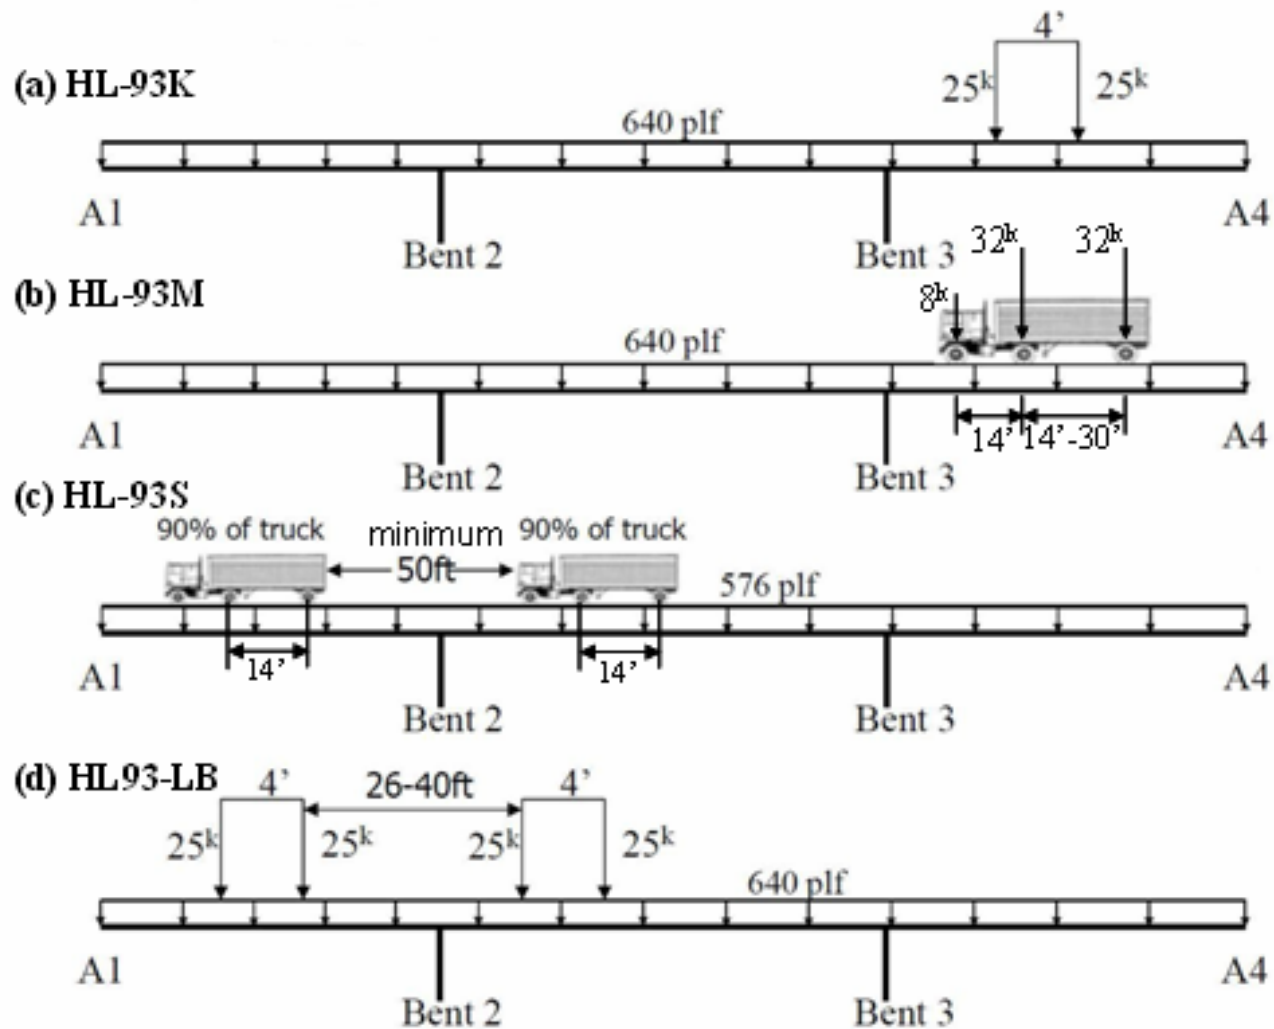 4’
(a) HL-93K
25k 25k
640 plf
A1 Bent 2 Bent 3 A4
32k 32k
(b) HL-93M
8k
640 plf
14’ 14’-30’
A1 Bent 2 Bent 3 A4
(c) HL-93S
90% of truck minimum 90% of truck
50ft
576 plf
14’ 14’
A1 Bent 2 Bent 3 A4
(d) HL93-LB
4’ 26-40ft 4’
25k 25k 25k 25k
640 plf
A1 Bent 2 Bent 3 A4